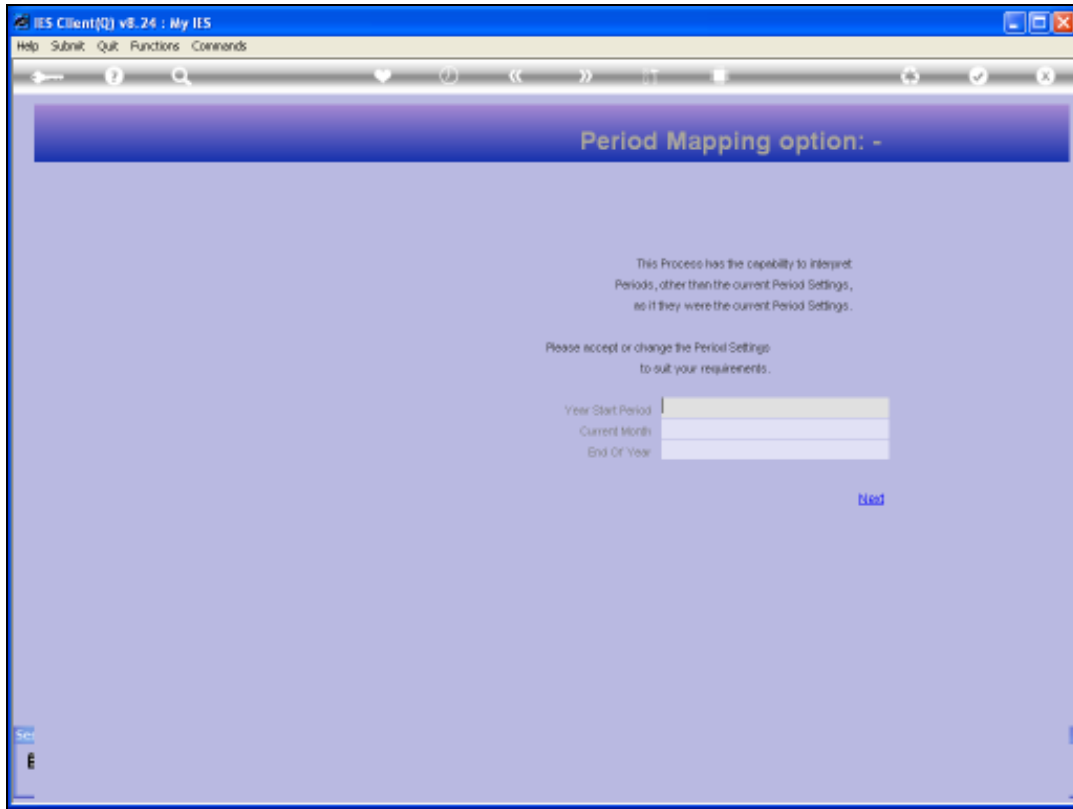 IES Client(Q) v8.24 : My IES
Help Submit Quit Functions Commands
Period Mapping option: -
This Process has the capability to interpret
Periods, other than the current Period Settings,
as if they were the current Period Settings.
Please accept or change the Period Settings
to suit your requirements.
Year Start Period
Current Month
End Of Year
Next